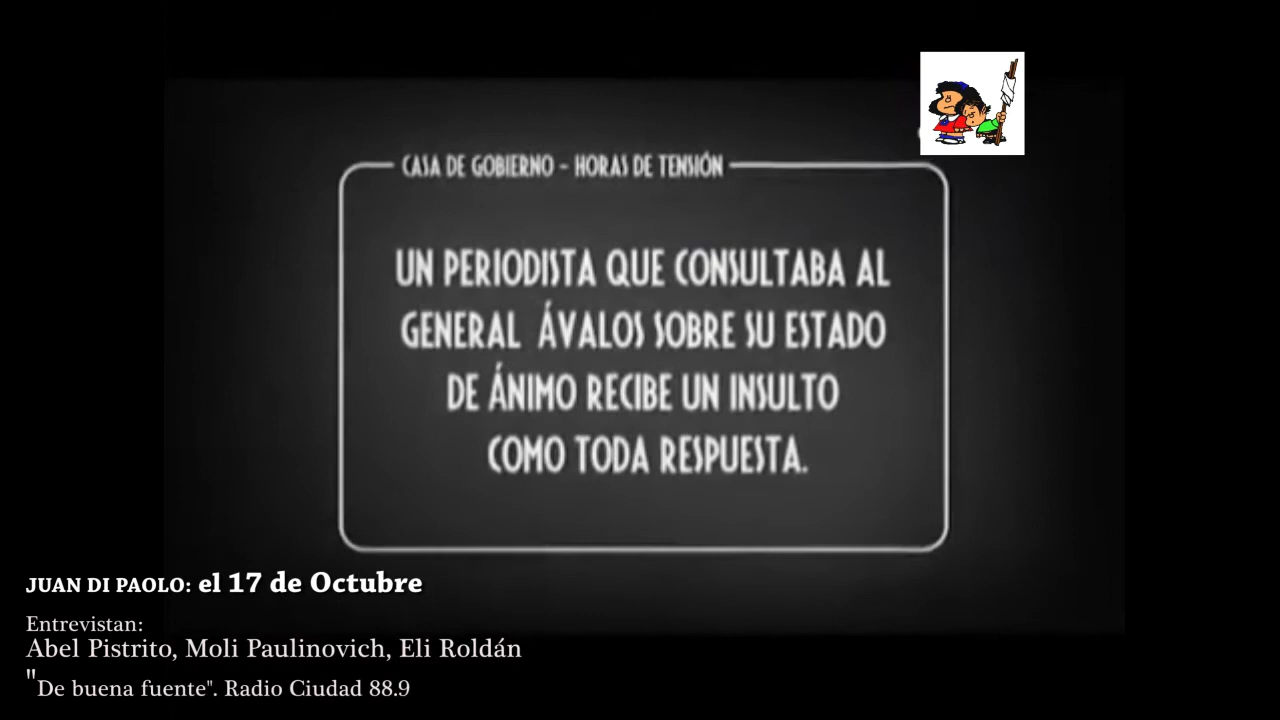 CASA DE GOBIERNO - HORAS DE TENSIÓN
UN PERIODISTA QUE CONSULTABA AL
GENERAL ÁVALOS SOBRE SU ESTADO
DE ÁNIMO RECIBE UN INSULTO
COMO TODA RESPUESTA.
JUAN DI PAOLO: el 17 de Octubre
Entrevistan:
Abel Pistrito, Moli Paulinovich, Eli Roldán
"De buena fuente". Radio Ciudad 88.9